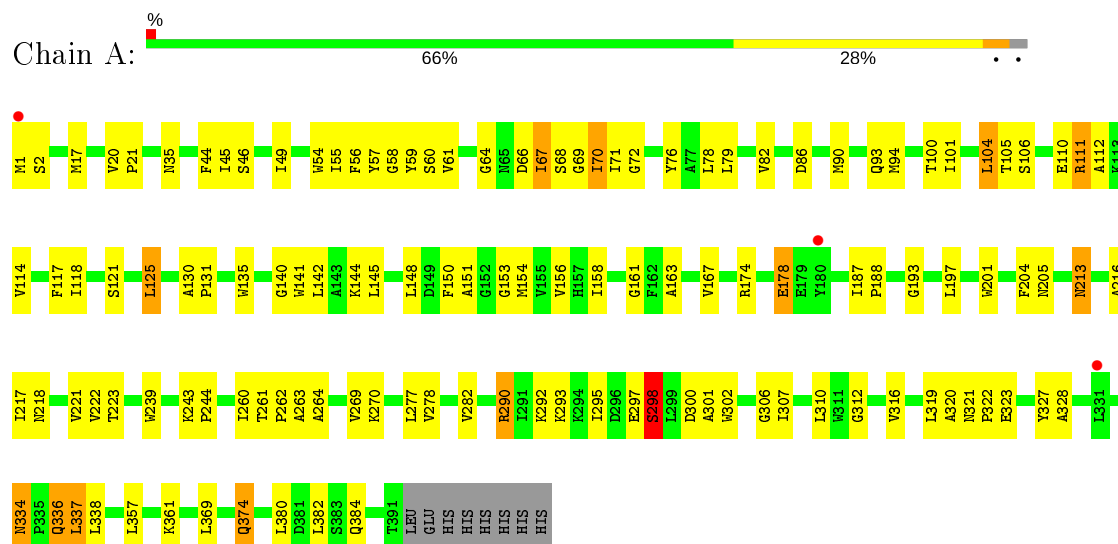 %
Chain A:
66% 28% • •
M1 S2 M17 V20 P21 N35 F44 I45 S46 I49 W54 I55 F56 Y57 G58 Y59 S60 V61 G64 N65 D66 I67 S68 G69 I70 I71 G72 Y76 A77 L78 L79 V82 D86 M90 Q93 M94 T100 I101 L104 T105 S106 E110 R111 A112 K113
V114 F117 I118 S121 L125 A130 P131 W135 G140 W141 L142 A143 K144 L145 L148 D149 F150 A151 G152 G153 M154 V155 V156 H157 I158 G161 F162 A163 V167 R174 E178 E179 Y180 I187 P188 G193 L197 W201 F204 N205 N213 A216
I217 N218 V221 V222 T223 W239 K243 P244 I260 T261 P262 A263 A264 V269 K270 L277 V278 V282 R290 I291 K292 K293 K294 I295 D296 E297 S298 L299 D300 A301 W302 G306 I307 L310 W311 G312 V316 L319 A320 N321 P322 E323 Y327 A328 L331
N334 P335 Q336 L337 L338 L357 K361 L369 Q374 L380 D381 L382 S383 Q384 T391 LEU GLU HIS HIS HIS HIS HIS HIS